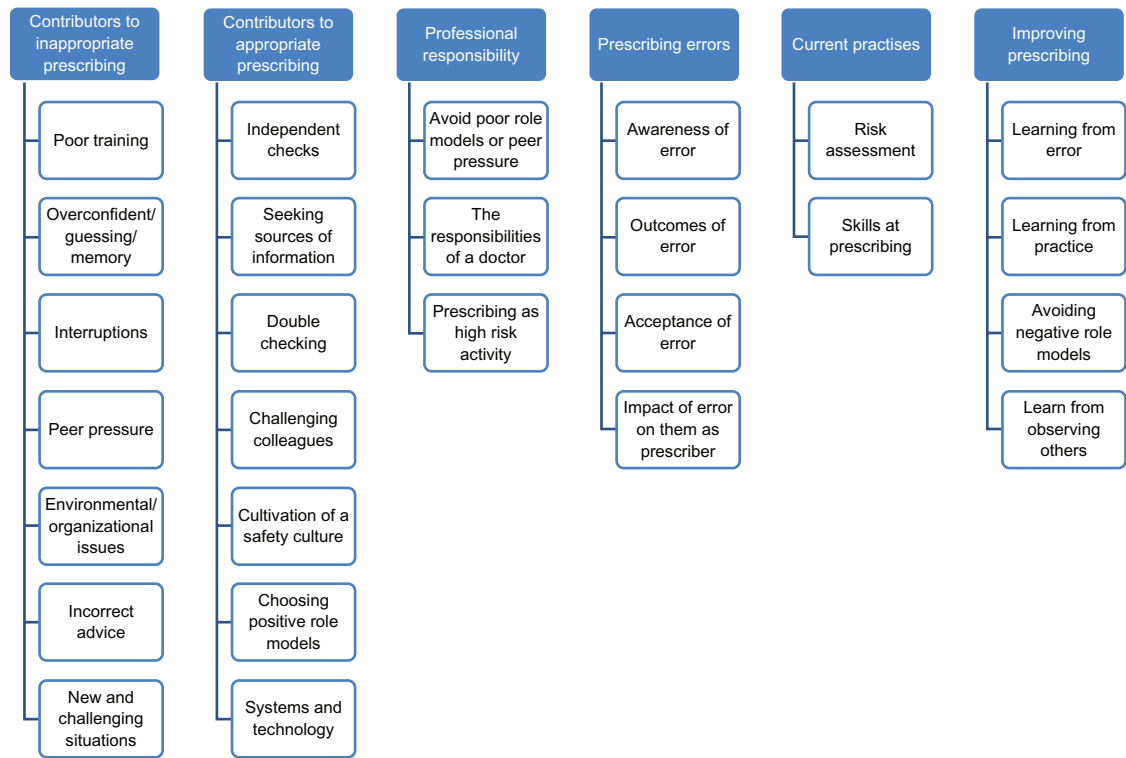 Contributors to
inappropriate
prescribing
Poor training
Overconfident/
guessing/
memory
Interruptions
Peer pressure
Environmental/
organizational
issues
Incorrect
advice
New and
challenging
situations
Contributors to
appropriate
prescribing
Independent
checks
Seeking
sources of
information
Double
checking
Challenging
colleagues
Cultivation of a
safety culture
Choosing
positive role
models
Systems and
technology
Professional
responsibility
Avoid poor role
models or peer
pressure
The
responsibilities
of a doctor
Prescribing as
high risk
activity
Prescribing errors
Awareness of
error
Outcomes of
error
Acceptance of
error
Impact of error
on them as
prescriber
Current practises
Risk
assessment
Skills at
prescribing
Improving
prescribing
Learning from
error
Learning from
practice
Avoiding
negative role
models
Learn from
observing
others